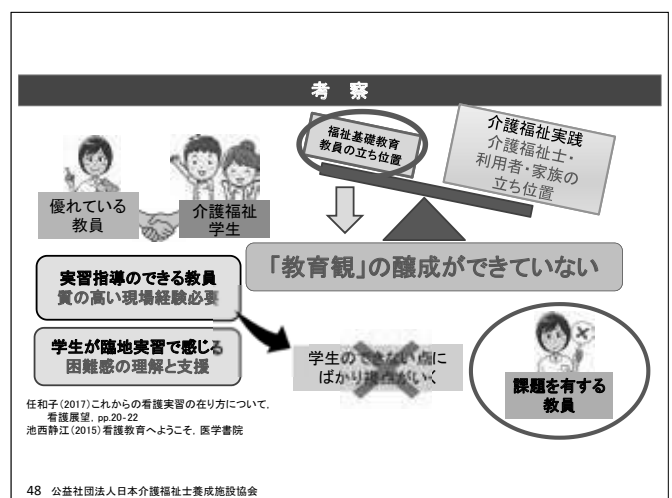 考 察
福祉基礎教育
教員の立ち位置
介護福祉実践
介護福祉士・
利用者・家族の
立ち位置
優れている
教員
介護福祉
学生
「教育観」の醸成ができていない
実習指導のできる教員
質の高い現場経験必要
学生が臨地実習で感じる
困難感の理解と支援
学生のできない点に
ばかり視点がいく
課題を有する
教員
任和子(2017)これからの看護実習の在り方について,
看護展望, pp.20-22
池西静江(2015)看護教育へようこそ, 医学書院
48 公益社団法人日本介護福祉士養成施設協会